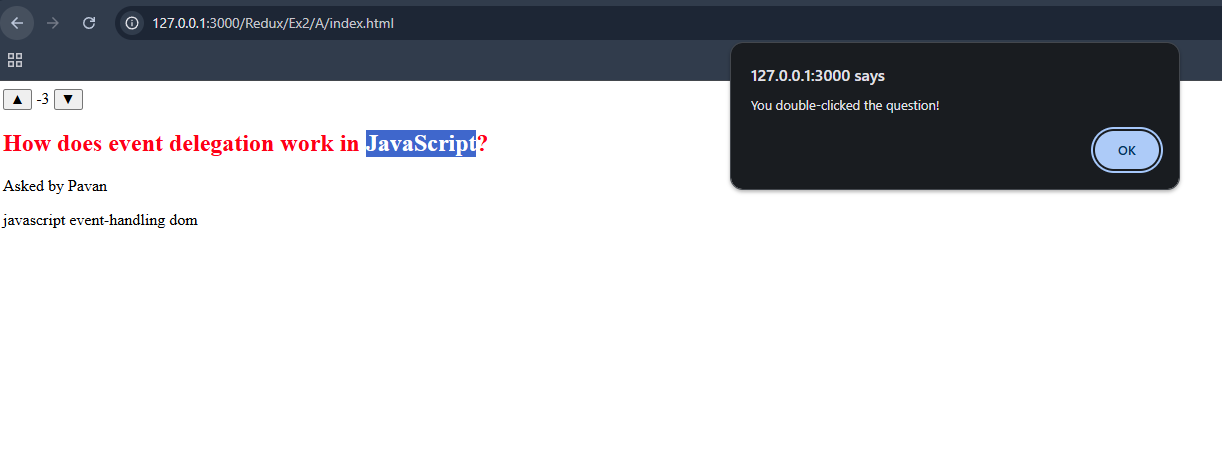 127.0.0.1:3000/Redux/Ex2/A/index.html
127.0.0.1:3000 says
You double-clicked the question!
OK
▲ -3 ▼
How does event delegation work in JavaScript?
Asked by Pavan
javascript event-handling dom